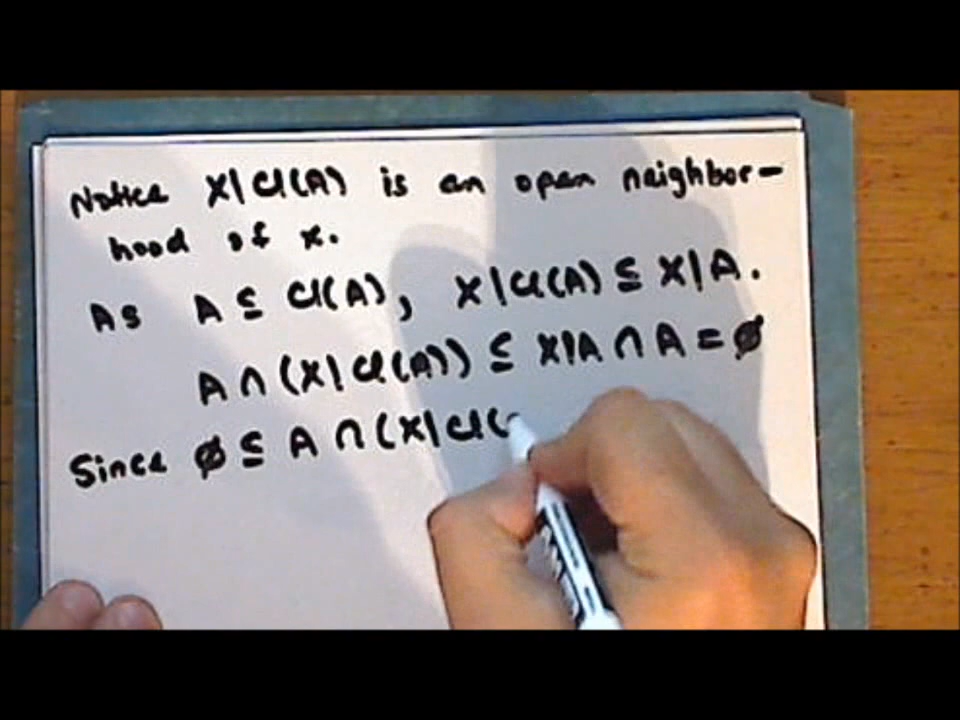 Notice X|Cl(A) is an open neighbor-
hood of x.
As A ⊆ Cl(A), X|Cl(A) ⊆ X|A.
A ∩ (X|Cl(A)) ⊆ X|A ∩ A = ∅
Since ∅ ⊆ A ∩ (X|Cl(